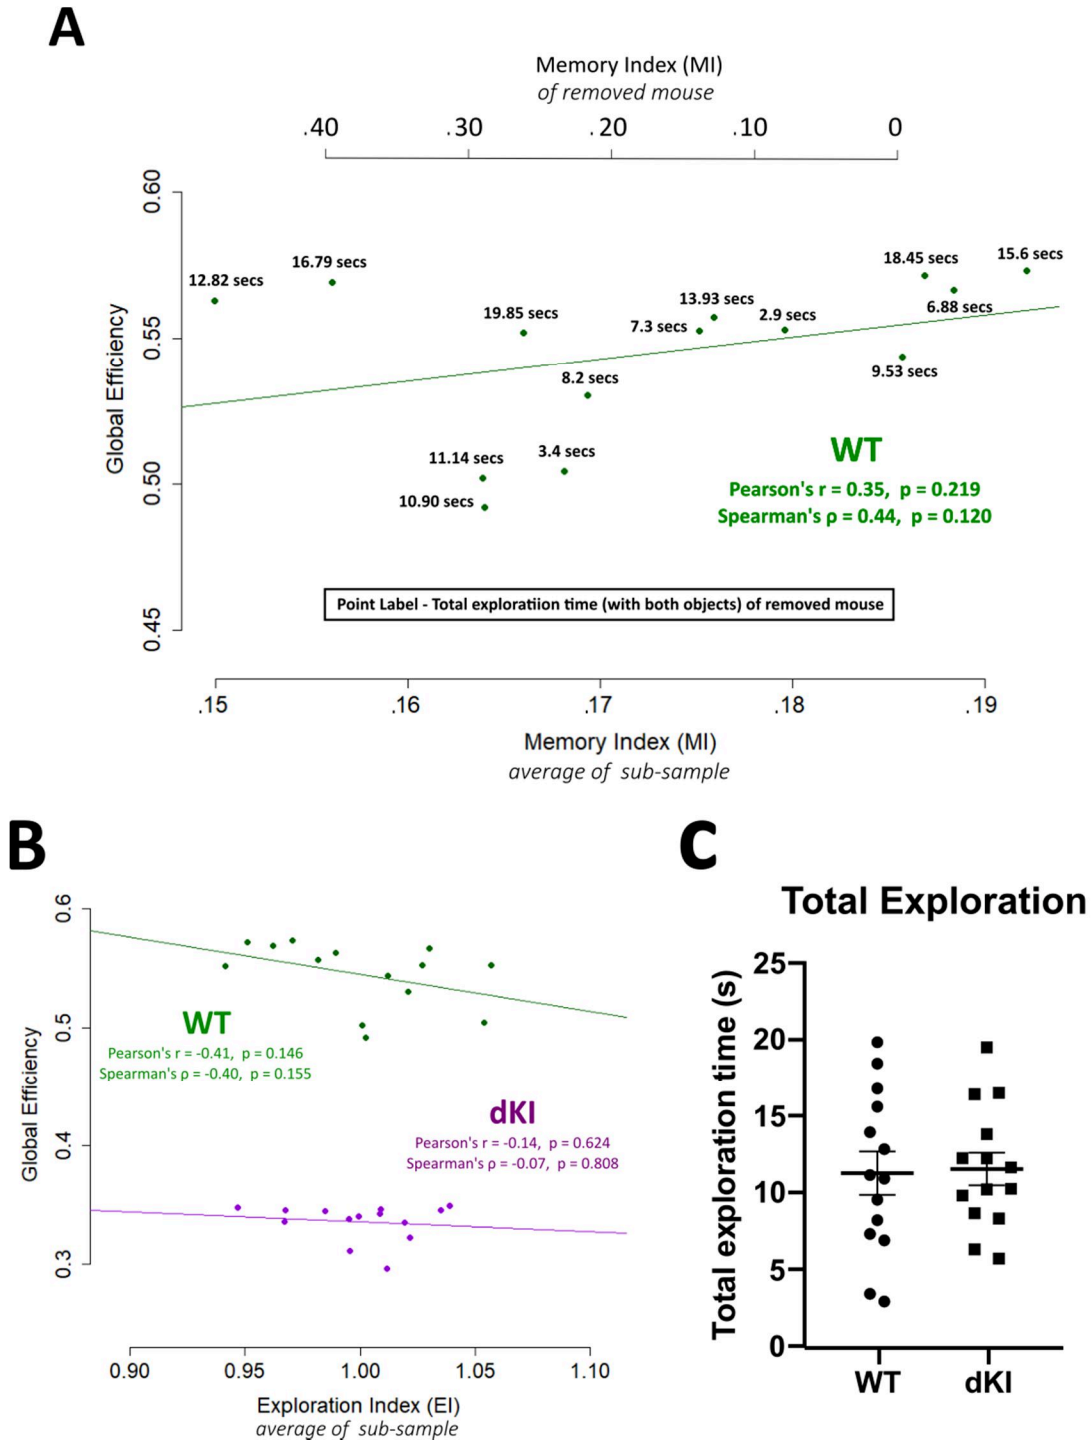 A
Memory Index (MI)
of removed mouse
.40 .30 .20 .10 0
0.60
0.55
0.50
0.45
Global Efficiency
12.82 secs
16.79 secs
19.85 secs
7.3 secs
13.93 secs
2.9 secs
18.45 secs
15.6 secs
6.88 secs
9.53 secs
8.2 secs
3.4 secs
11.14 secs
10.90 secs
WT
Pearson's r = 0.35, p = 0.219
Spearman's ρ = 0.44, p = 0.120
Point Label - Total exploratiion time (with both objects) of removed mouse
.15 .16 .17 .18 .19
Memory Index (MI)
average of sub-sample
B
0.6
0.5
0.4
0.3
Global Efficiency
WT
Pearson's r = -0.41, p = 0.146
Spearman's ρ = -0.40, p = 0.155
dKI
Pearson's r = -0.14, p = 0.624
Spearman's ρ = -0.07, p = 0.808
0.90 0.95 1.00 1.05 1.10
Exploration Index (EI)
average of sub-sample
C
Total Exploration
Total exploration time (s)
25
20
15
10
5
0
WT dKI